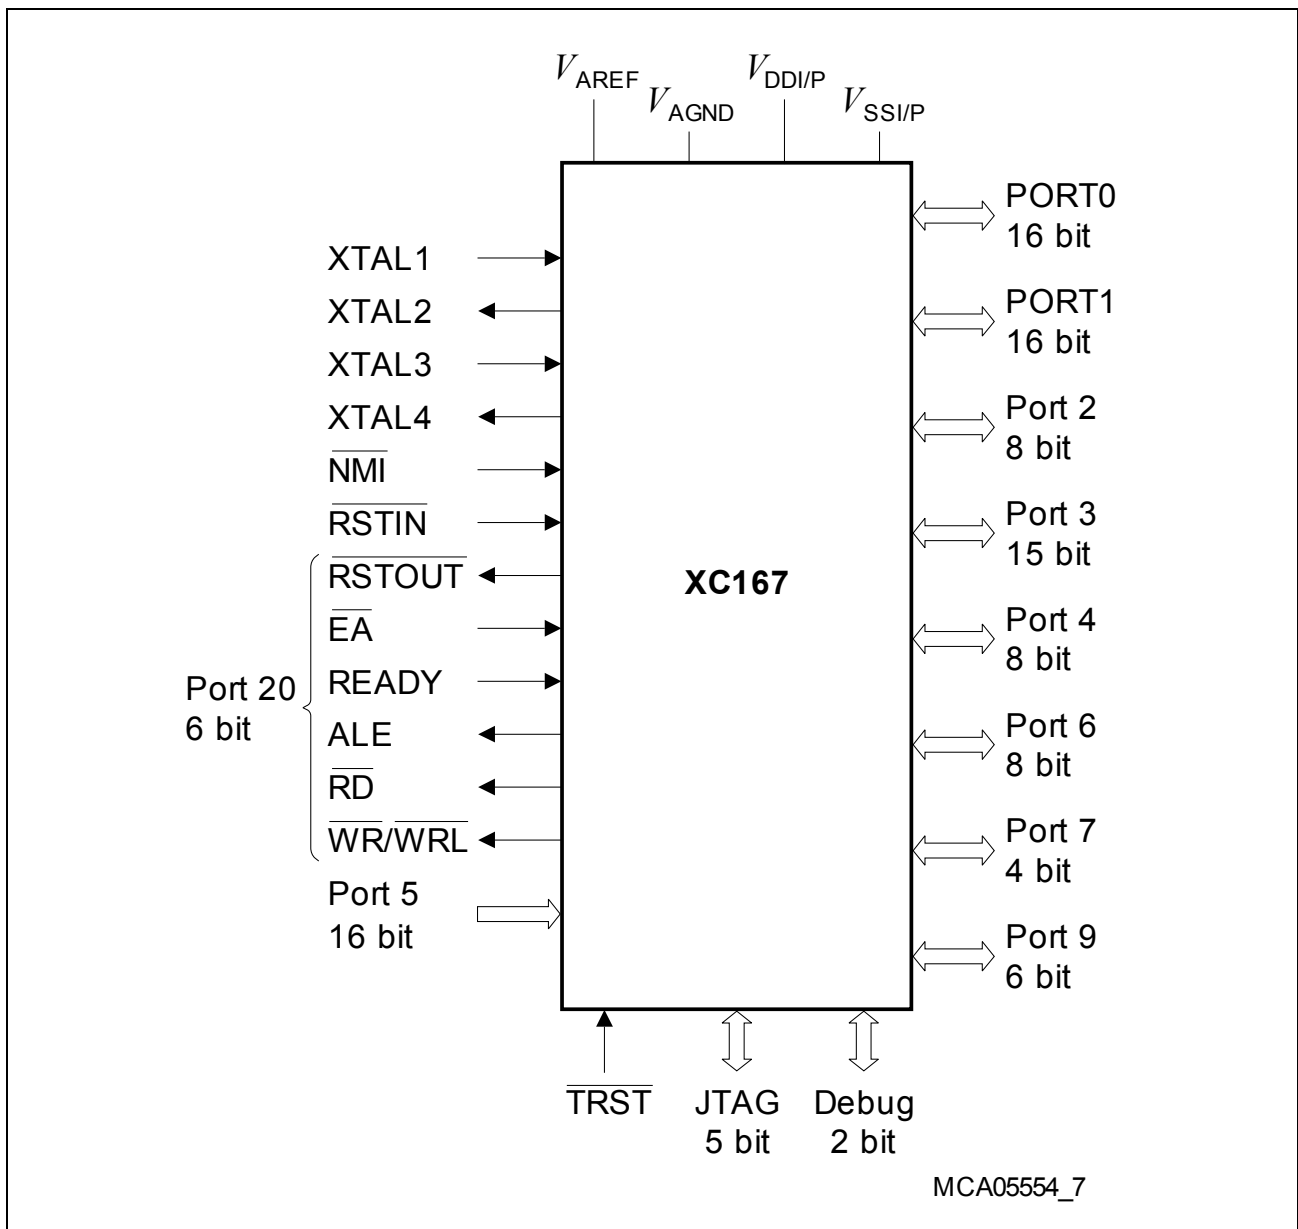 VAREF
VAGND
VDDI/P
VSSI/P
XTAL1
XTAL2
XTAL3
XTAL4
NMI
RSTIN
RSTOUT
EA
READY
ALE
RD
WR/WRL
Port 20
6 bit
Port 5
16 bit
XC167
PORT0
16 bit
PORT1
16 bit
Port 2
8 bit
Port 3
15 bit
Port 4
8 bit
Port 6
8 bit
Port 7
4 bit
Port 9
6 bit
TRST
JTAG
5 bit
Debug
2 bit
MCA05554_7